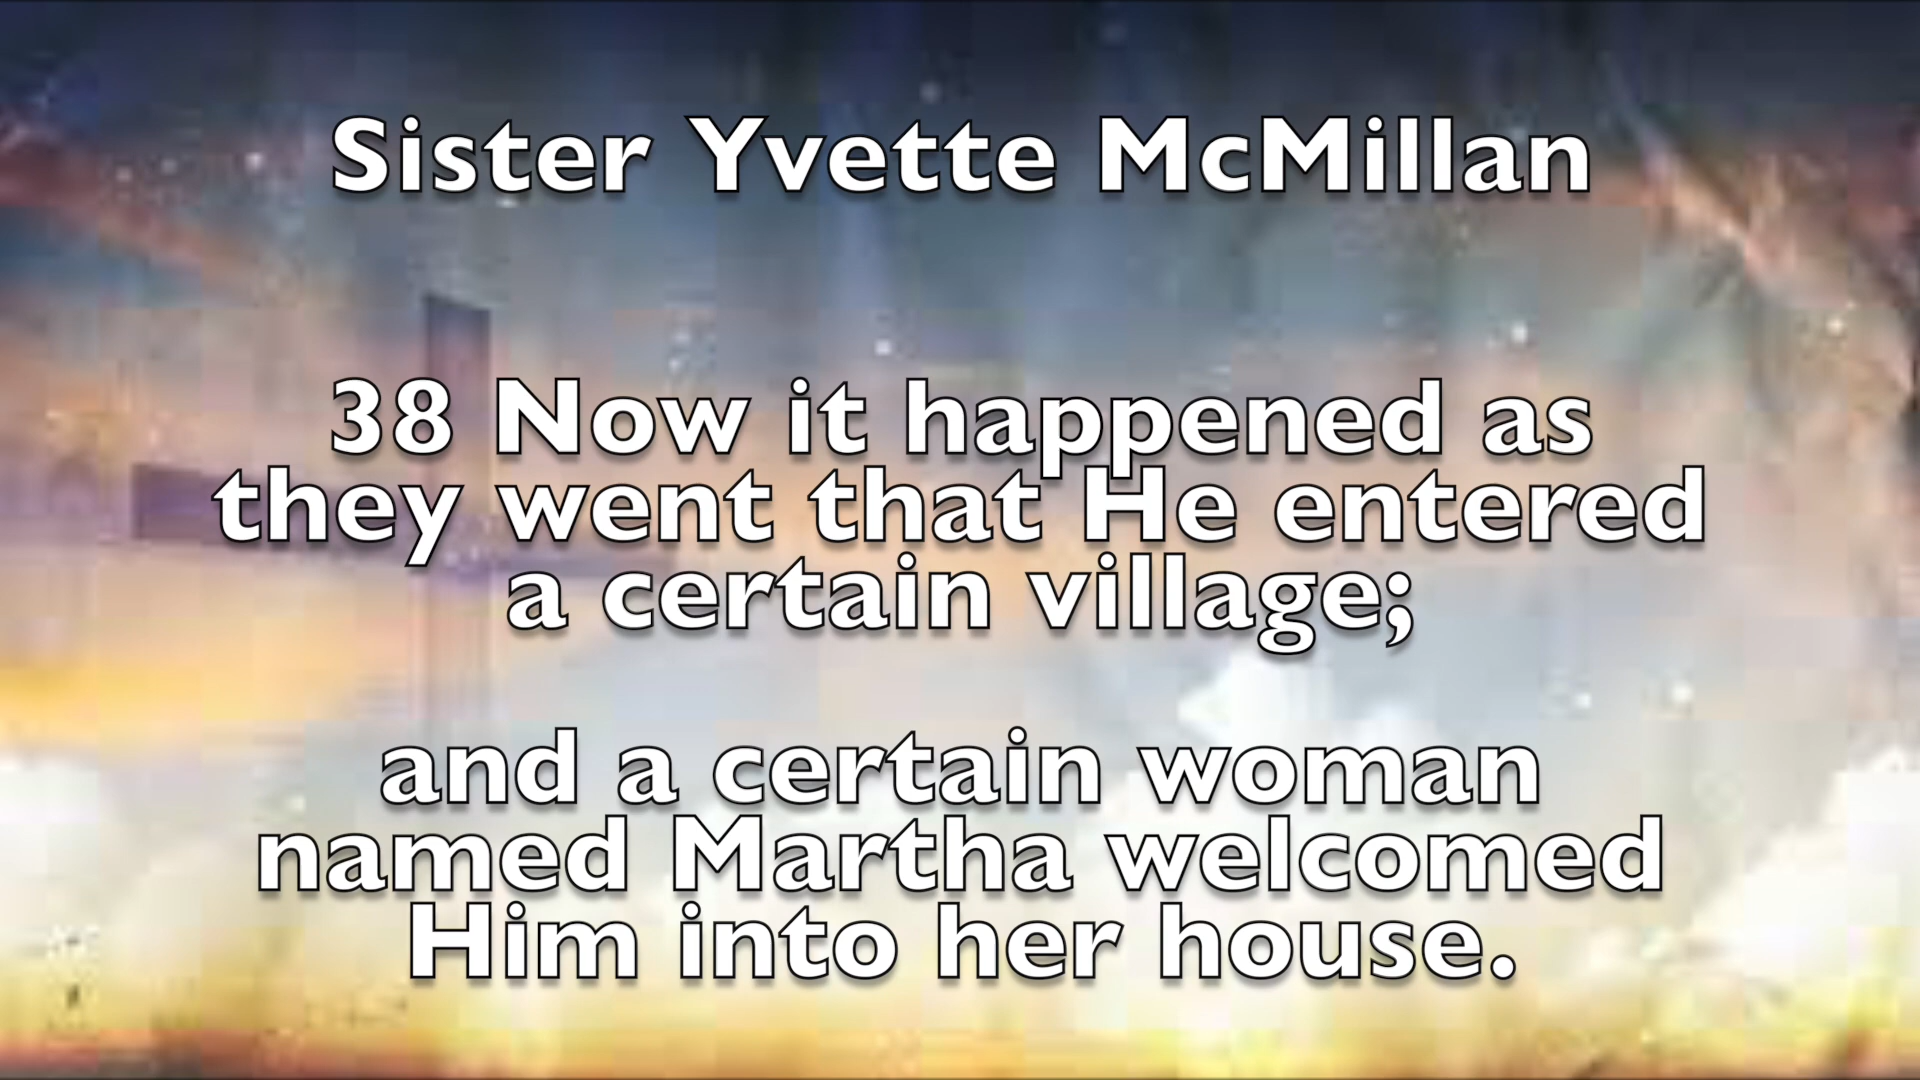 Sister Yvette McMillan
38 Now it happened as
they went that He entered
a certain village;
and a certain woman
named Martha welcomed
Him into her house.